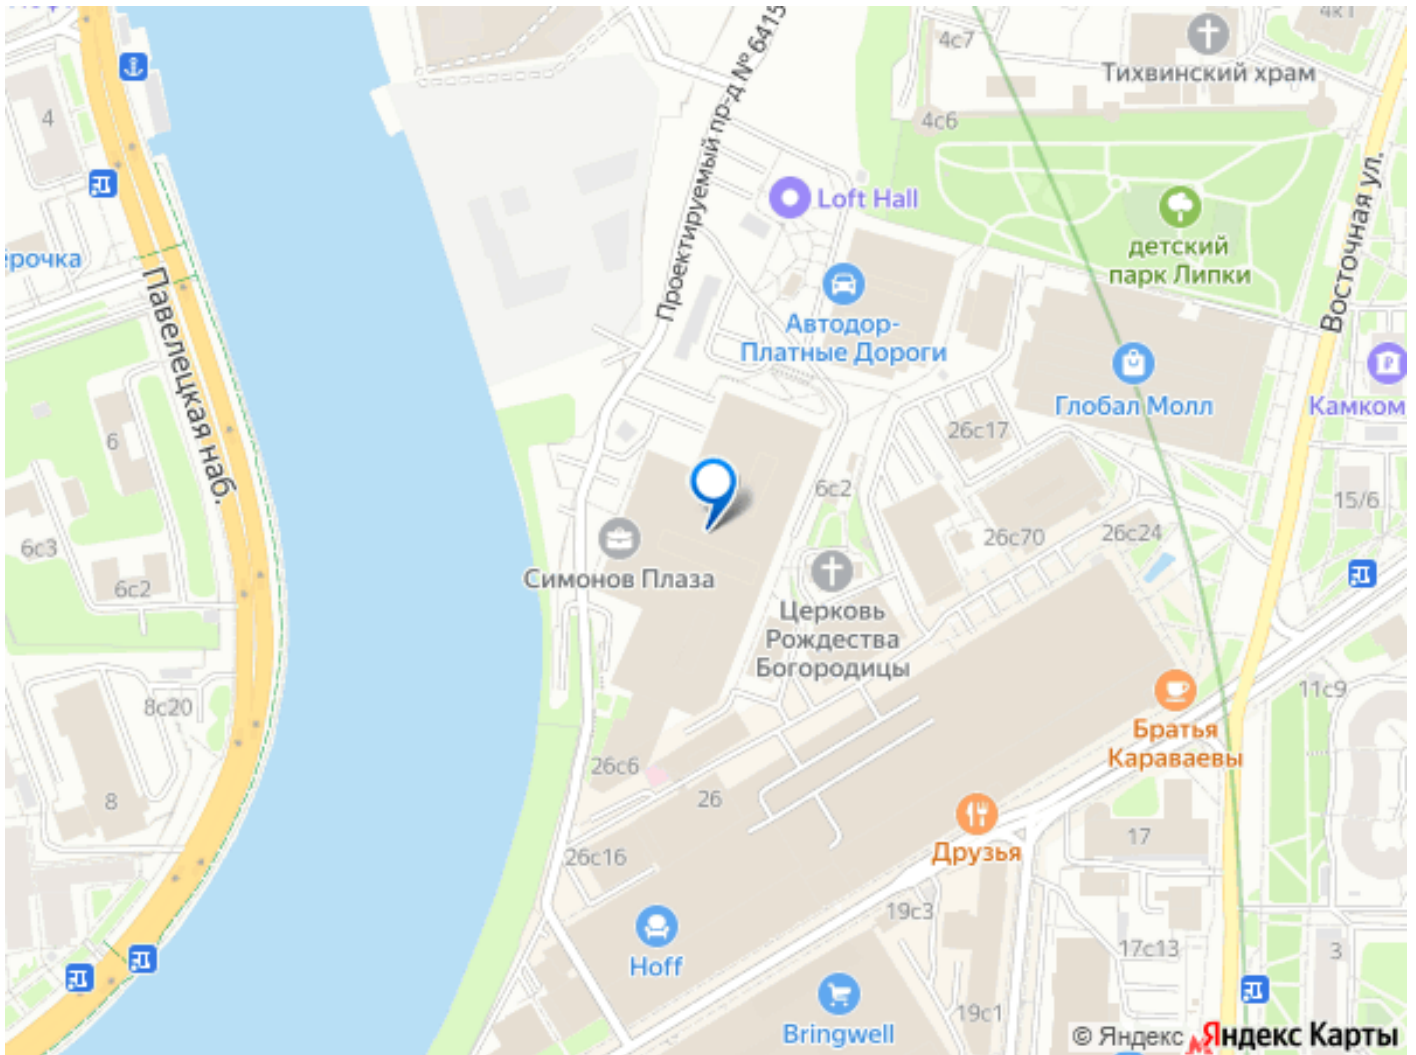 4к1
4с7
Тихвинский храм
4с6
4
Проектируемый пр-д № 6415
Loft Hall
Восточная ул.
детский
парк Липки
Павелецкая наб.
Автодор-
Платные Дороги
Глобал Молл
Камком
6
26с17
6с2
15/6
26с70
26с24
6с3
6с2
Симонов Плаза
Церковь
Рождества
Богородицы
11с9
8с20
Братья
Караваевы
26с6
26
8
Друзья
17
26с16
19с3
17с13
3
Hoff
19с1
Bringwell
© Яндекс
Яндекс Карты